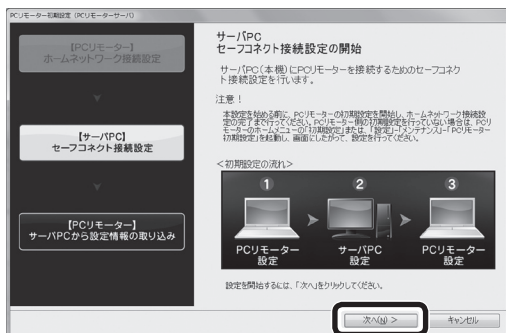 PCリモーター初期設定 (PCリモーターサーバ)
【PCリモーター】
ホームネットワーク接続設定
【サーバPC】
セーフコネクト接続設定
【PCリモーター】
サーバPCから設定情報の取り込み
サーバPC
セーフコネクト接続設定の開始
サーバPC(本機)にPCリモーターを接続するためのセーフコネク
ト接続設定を行います。
注意！
本設定を始める前に、PCリモーターの初期設定を開始し、ホームネットワーク接続設
定の完了まで行ってください。PCリモーター側の初期設定を行っていない場合は、PCリ
モーターのホームメニューの「初期設定」または、「設定」-「メンテナンス」-「PCリモーター
初期設定」を起動し、画面にしたがって、設定を行ってください。
<初期設定の流れ>
1 2 3
PCリモーター サーバPC PCリモーター
設定 設定 設定
設定を開始するには、「次へ」をクリックしてください。
次へ(N) > キャンセル